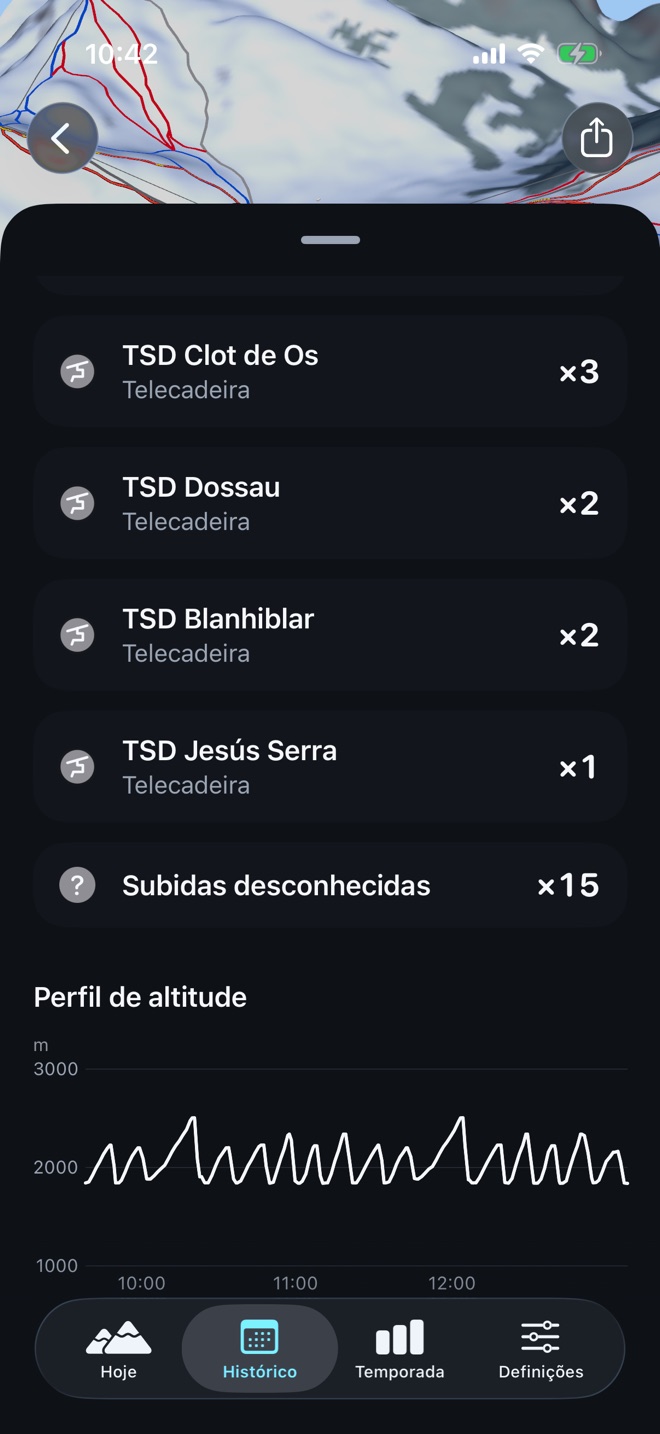 10:42
TSD Clot de Os
Telecadeira
×3
TSD Dossau
Telecadeira
×2
TSD Blanhiblar
Telecadeira
×2
TSD Jesús Serra
Telecadeira
×1
?
Subidas desconhecidas
×15
Perfil de altitude
m
3000
2000
1000
10:00 11:00 12:00
Hoje Histórico Temporada Definições